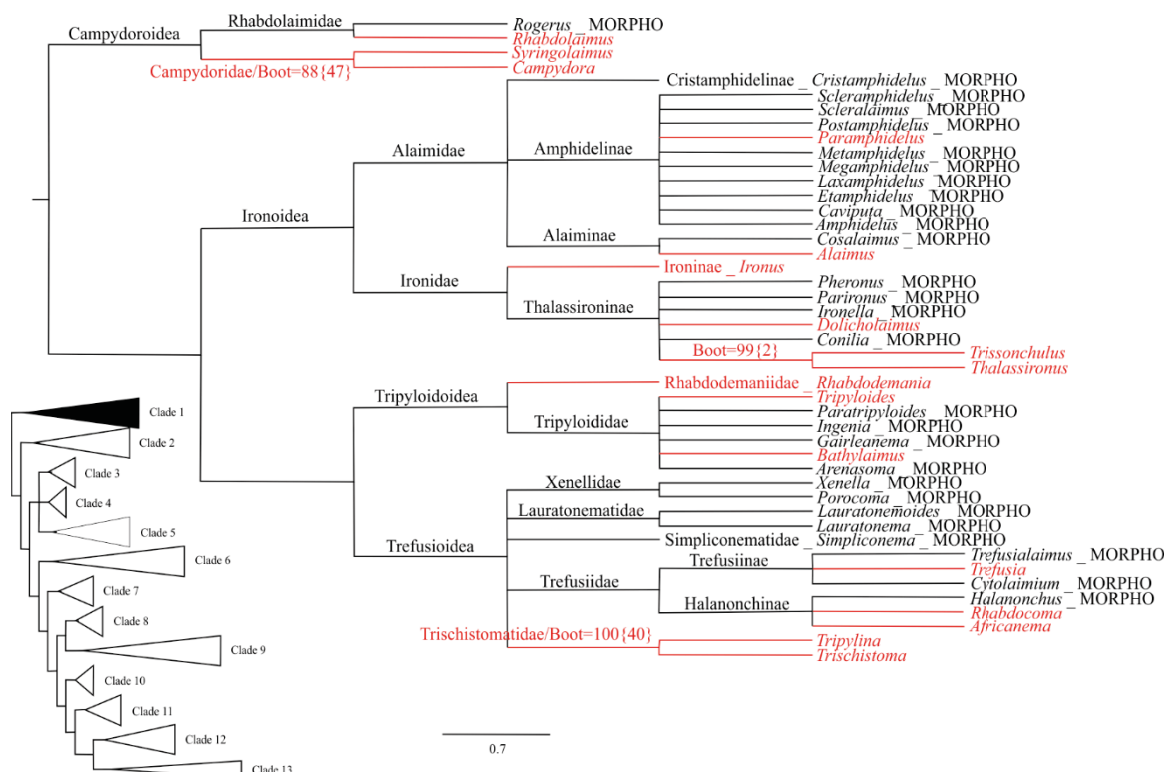 Rogerus _ MORPHO
Rhabdolaimidae
Campydoroidea
Rhabdolaimus
Syringolaimus
Campydoridae/Boot=88{47}
Campydora
Cristamphidelinae _ Cristamphidelus _ MORPHO
Scleramphidelus _ MORPHO
Scleralaimus _ MORPHO
Postamphidelus _ MORPHO
Paramphidelus
Alaimidae
Amphidelinae
Metamphidelus _ MORPHO
Megamphidelus _ MORPHO
Laxamphidelus _ MORPHO
Etamphidelus _ MORPHO
Caviputa _ MORPHO
Amphidelus _ MORPHO
Ironoidea
Alaiminae
Cosalaimus _ MORPHO
Alaimus
Ironinae _ Ironus
Ironidae
Pheronus _ MORPHO
Parironus _ MORPHO
Thalassironinae
Ironella _ MORPHO
Dolicholaimus
Conilia _ MORPHO
Boot=99{2}
Trissonchulus
Thalassironus
Rhabdodemaniidae _ Rhabdodemania
Tripyloidoidea
Tripyloides
Paratripyloides _ MORPHO
Tripyloididae
Ingenia _ MORPHO
Gairleanema _ MORPHO
Bathylaimus
Arenasoma _ MORPHO
Xenellidae
Xenella _ MORPHO
Porocoma _ MORPHO
Lauratonematidae
Lauratonemoides _ MORPHO
Lauratonema _ MORPHO
Simpliconematidae _ Simpliconema _ MORPHO
Trefusioidea
Trefusiinae
Trefusialaimus _ MORPHO
Trefusia
Trefusiidae
Cytolaimium _ MORPHO
Halanonchus _ MORPHO
Halanonchinae
Rhabdocoma
Africanema
Trischistomatidae/Boot=100{40}
Tripylina
Trischistoma
Clade 1
Clade 2
Clade 3
Clade 4
Clade 5
Clade 6
Clade 7
Clade 8
Clade 9
Clade 10
Clade 11
Clade 12
Clade 13
0.7